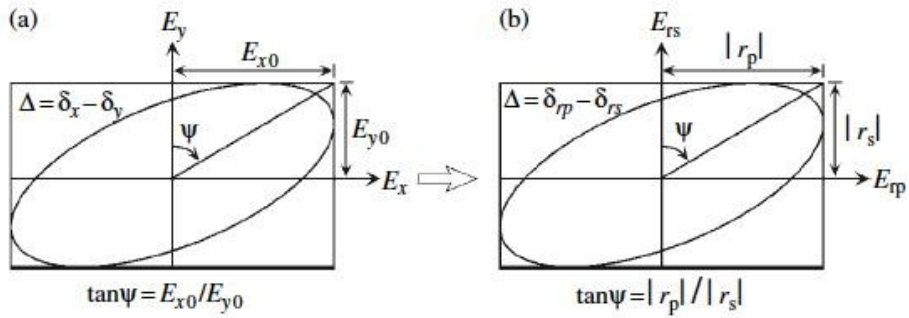 (a)
E_y
E_x0
Δ = δ_x − δ_y
ψ
E_y0
E_x
tanψ = E_x0/E_y0
(b)
E_rs
|r_p|
Δ = δ_rp − δ_rs
ψ
|r_s|
E_rp
tanψ = |r_p| / |r_s|